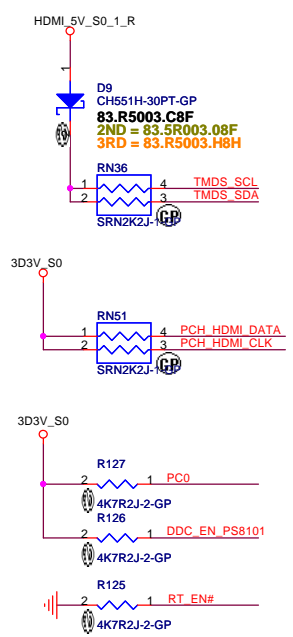 HDMI_5V_S0_1_R
1
D9
CH551H-30PT-GP
83.R5003.C8F
2ND = 83.5R003.08F
3RD = 83.R5003.H8H
RN36
1 4 TMDS_SCL
2 3 TMDS_SDA
SRN2K2J-1-GP
GP
3D3V_S0
RN51
1 4 PCH_HDMI_DATA
2 3 PCH_HDMI_CLK
SRN2K2J-1-GP
GP
3D3V_S0
R127
2 1 PC0
4K7R2J-2-GP
R126
2 1 DDC_EN_PS8101
4K7R2J-2-GP
R125
2 1 RT_EN#
4K7R2J-2-GP